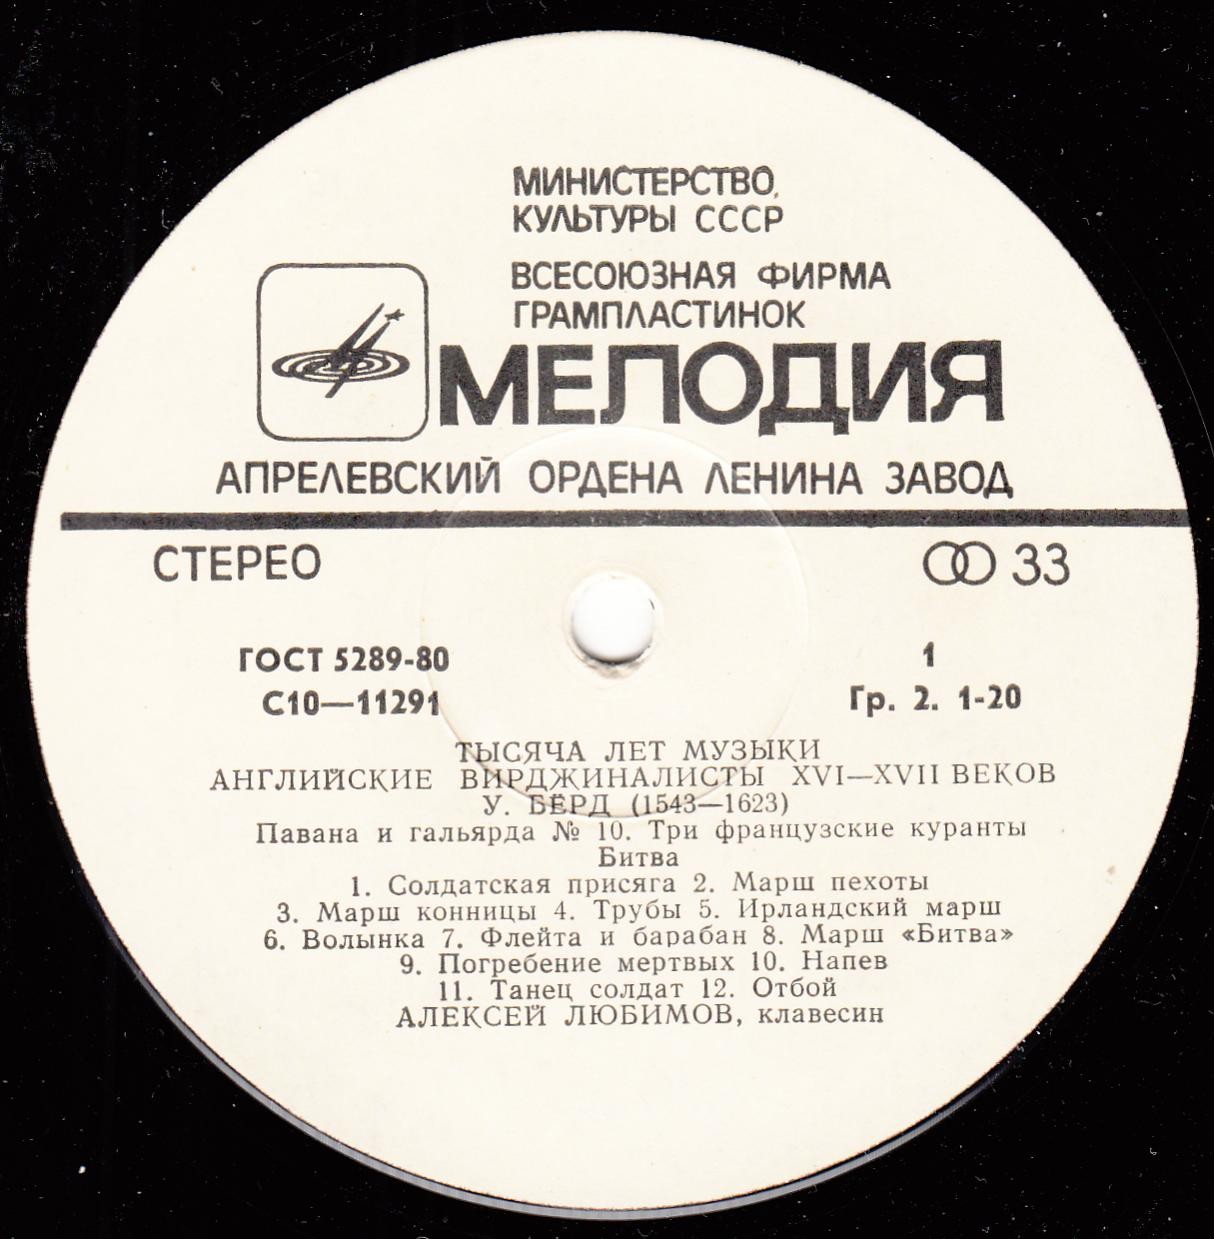 МИНИСТЕРСТВО
КУЛЬТУРЫ СССР
ВСЕСОЮЗНАЯ ФИРМА
ГРАМПЛАСТИНОК
МЕЛОДИЯ
АПРЕЛЕВСКИЙ ОРДЕНА ЛЕНИНА ЗАВОД
СТЕРЕО 33
ГОСТ 5289-80 1
С10—11291 Гр. 2. 1-20
ТЫСЯЧА ЛЕТ МУЗЫКИ
АНГЛИЙСКИЕ ВИРДЖИНАЛИСТЫ XVI—XVII ВЕКОВ
У. БЁРД (1543—1623)
Павана и гальярда № 10. Три французские куранты
Битва
1. Солдатская присяга 2. Марш пехоты
3. Марш конницы 4. Трубы 5. Ирландский марш
6. Волынка 7. Флейта и барабан 8. Марш «Битва»
9. Погребение мертвых 10. Напев
11. Танец солдат 12. Отбой
АЛЕКСЕЙ ЛЮБИМОВ, клавесин